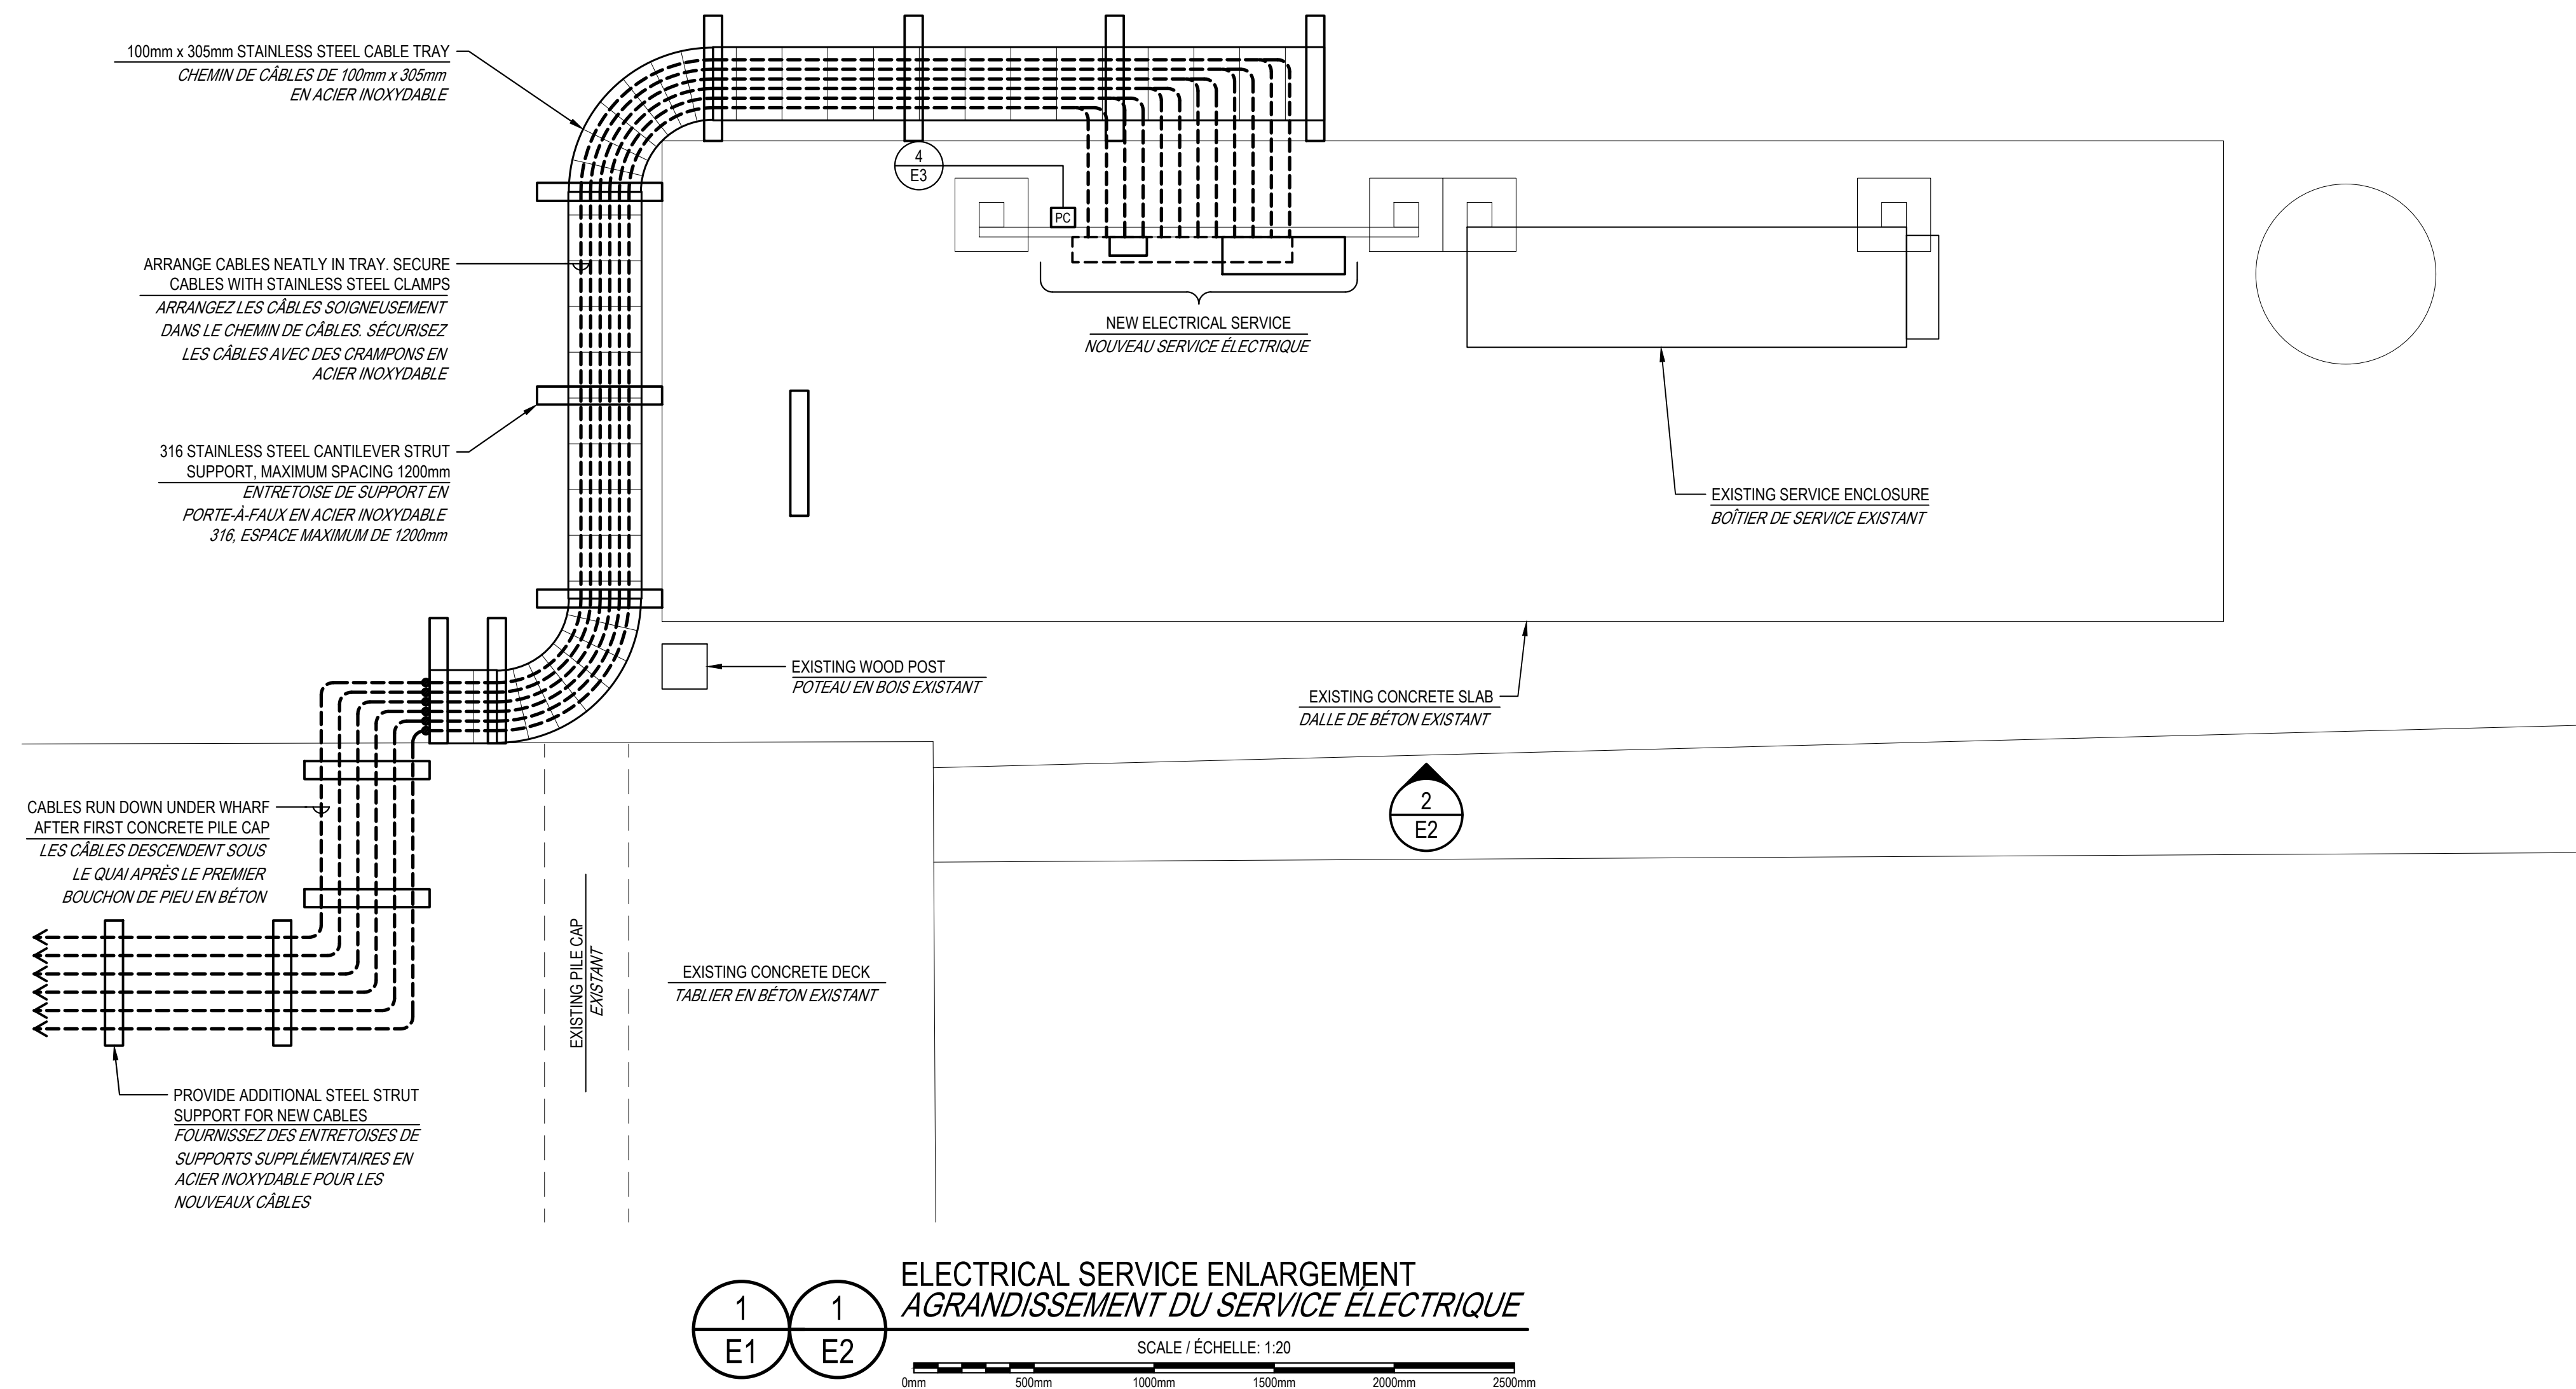 100mm x 305mm STAINLESS STEEL CABLE TRAY
CHEMIN DE CÂBLES DE 100mm x 305mm
EN ACIER INOXYDABLE
4
E3
PC
ARRANGE CABLES NEATLY IN TRAY. SECURE
CABLES WITH STAINLESS STEEL CLAMPS
ARRANGEZ LES CÂBLES SOIGNEUSEMENT
DANS LE CHEMIN DE CÂBLES. SÉCURISEZ
LES CÂBLES AVEC DES CRAMPONS EN
ACIER INOXYDABLE
NEW ELECTRICAL SERVICE
NOUVEAU SERVICE ÉLECTRIQUE
316 STAINLESS STEEL CANTILEVER STRUT
SUPPORT, MAXIMUM SPACING 1200mm
ENTRETOISE DE SUPPORT EN
PORTE-À-FAUX EN ACIER INOXYDABLE
316, ESPACE MAXIMUM DE 1200mm
EXISTING SERVICE ENCLOSURE
BOÎTIER DE SERVICE EXISTANT
EXISTING WOOD POST
POTEAU EN BOIS EXISTANT
EXISTING CONCRETE SLAB
DALLE DE BÉTON EXISTANT
2
E2
CABLES RUN DOWN UNDER WHARF
AFTER FIRST CONCRETE PILE CAP
LES CÂBLES DESCENDENT SOUS
LE QUAI APRÈS LE PREMIER
BOUCHON DE PIEU EN BÉTON
EXISTING PILE CAP
EXISTANT
EXISTING CONCRETE DECK
TABLIER EN BÉTON EXISTANT
PROVIDE ADDITIONAL STEEL STRUT
SUPPORT FOR NEW CABLES
FOURNISSEZ DES ENTRETOISES DE
SUPPORTS SUPPLÉMENTAIRES EN
ACIER INOXYDABLE POUR LES
NOUVEAUX CÂBLES
1
E1
1
E2
ELECTRICAL SERVICE ENLARGEMENT
AGRANDISSEMENT DU SERVICE ÉLECTRIQUE
SCALE / ÉCHELLE: 1:20
0mm 500mm 1000mm 1500mm 2000mm 2500mm